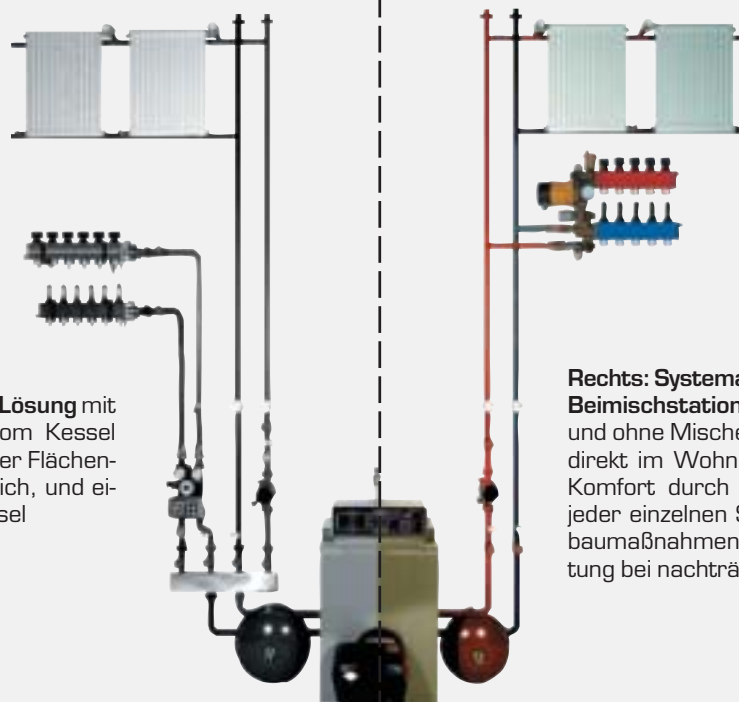 Lösung mit
om Kessel
er Flächen-
ich, und ei-
sel
Rechts: Systema
Beimischstation
und ohne Mische
direkt im Wohn
Komfort durch
jeder einzelnen S
baumaßnahmen
tung bei nachträ